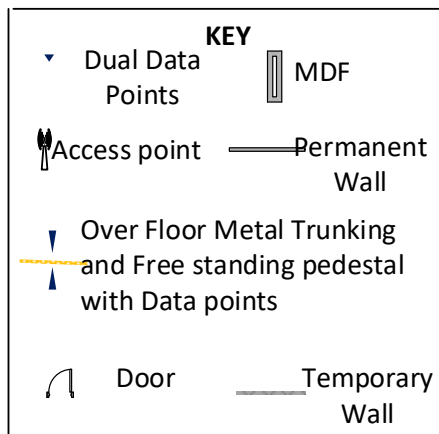 KEY
Dual Data
Points
MDF
Access point
Permanent
Wall
Over Floor Metal Trunking
and Free standing pedestal
with Data points
Door
Temporary
Wall